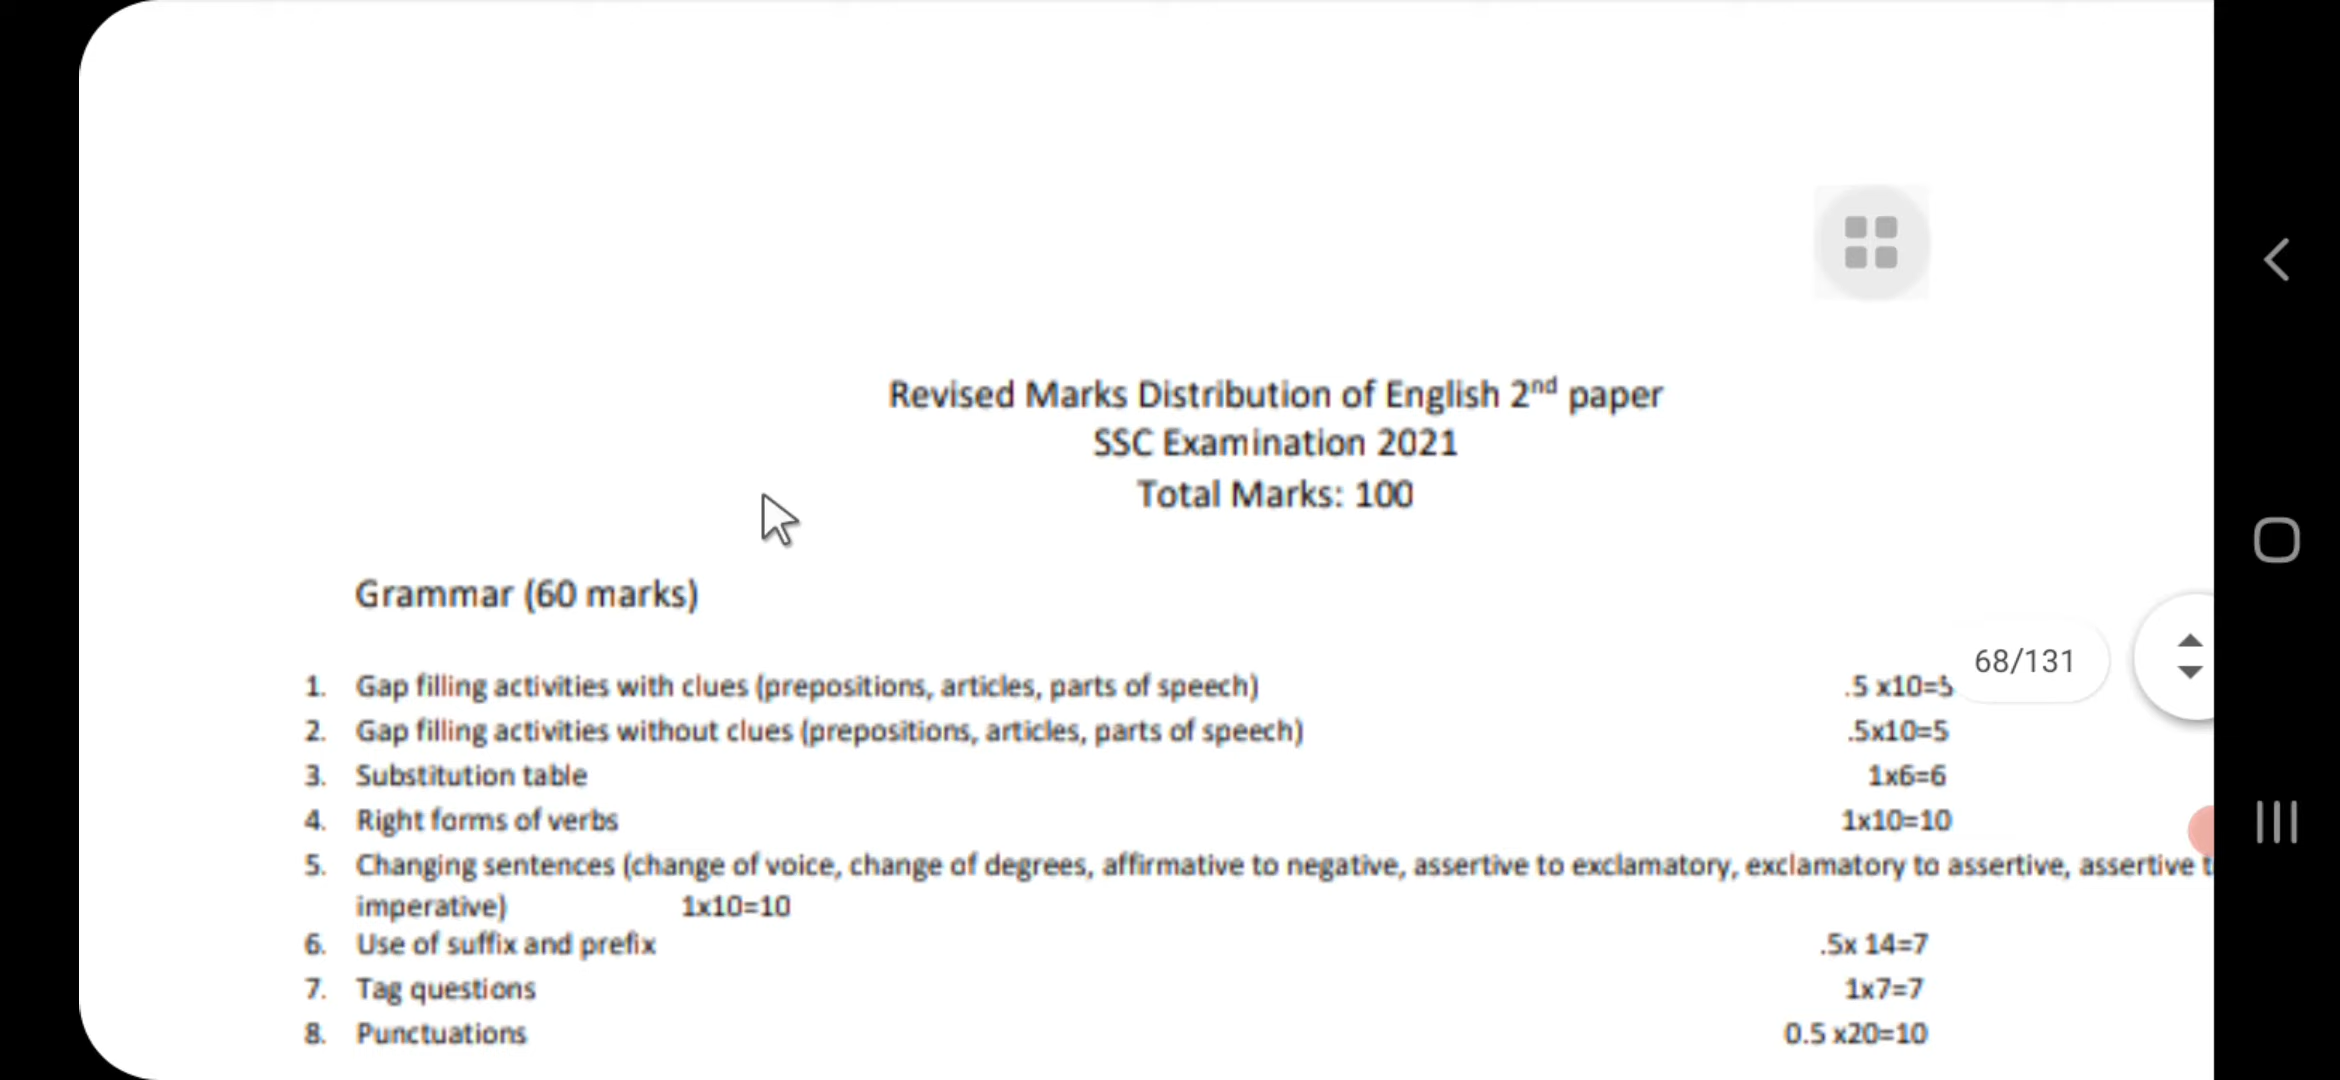 Revised Marks Distribution of English 2nd paper
SSC Examination 2021
Total Marks: 100
Grammar (60 marks)
68/131
1. Gap filling activities with clues (prepositions, articles, parts of speech) .5 x10=5
2. Gap filling activities without clues (prepositions, articles, parts of speech) .5x10=5
3. Substitution table 1x6=6
4. Right forms of verbs 1x10=10
5. Changing sentences (change of voice, change of degrees, affirmative to negative, assertive to exclamatory, exclamatory to assertive, assertive
imperative) 1x10=10
6. Use of suffix and prefix .5x 14=7
7. Tag questions 1x7=7
8. Punctuations 0.5 x20=10